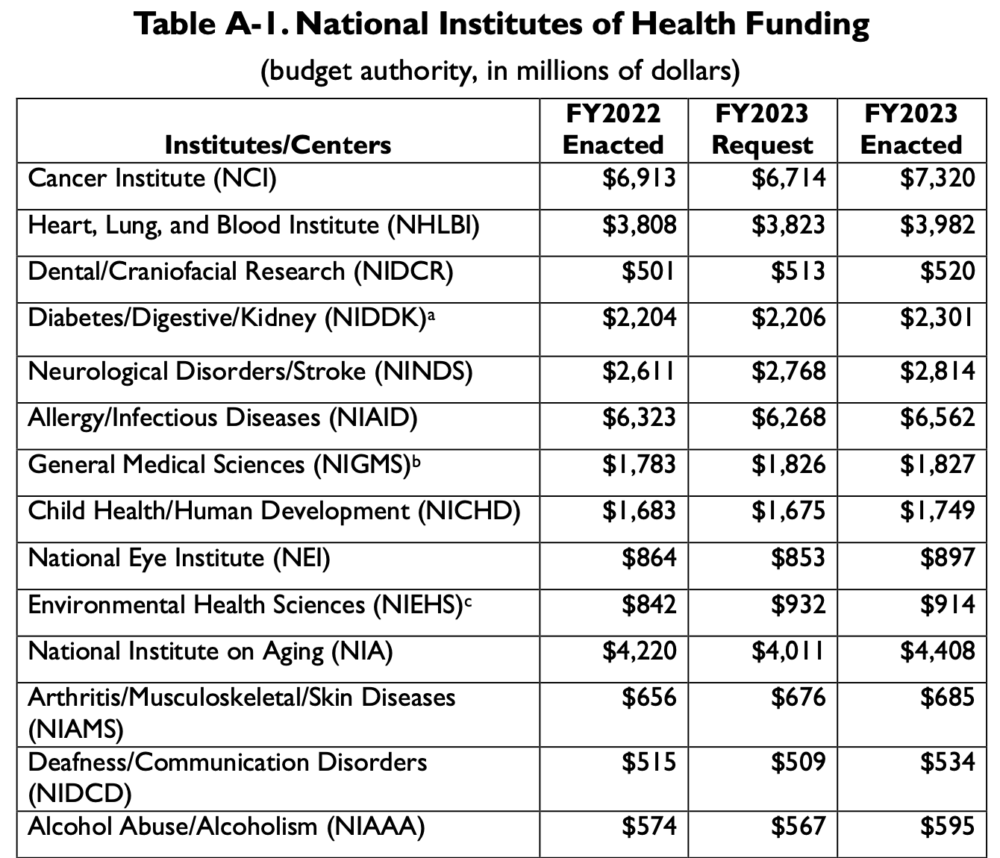 Table A-1. National Institutes of Health Funding
(budget authority, in millions of dollars)
Institutes/Centers FY2022 Enacted FY2023 Request FY2023 Enacted
Cancer Institute (NCI) $6,913 $6,714 $7,320
Heart, Lung, and Blood Institute (NHLBI) $3,808 $3,823 $3,982
Dental/Craniofacial Research (NIDCR) $501 $513 $520
Diabetes/Digestive/Kidney (NIDDK)a $2,204 $2,206 $2,301
Neurological Disorders/Stroke (NINDS) $2,611 $2,768 $2,814
Allergy/Infectious Diseases (NIAID) $6,323 $6,268 $6,562
General Medical Sciences (NIGMS)b $1,783 $1,826 $1,827
Child Health/Human Development (NICHD) $1,683 $1,675 $1,749
National Eye Institute (NEI) $864 $853 $897
Environmental Health Sciences (NIEHS)c $842 $932 $914
National Institute on Aging (NIA) $4,220 $4,011 $4,408
Arthritis/Musculoskeletal/Skin Diseases $656 $676 $685
(NIAMS)
Deafness/Communication Disorders $515 $509 $534
(NIDCD)
Alcohol Abuse/Alcoholism (NIAAA) $574 $567 $595